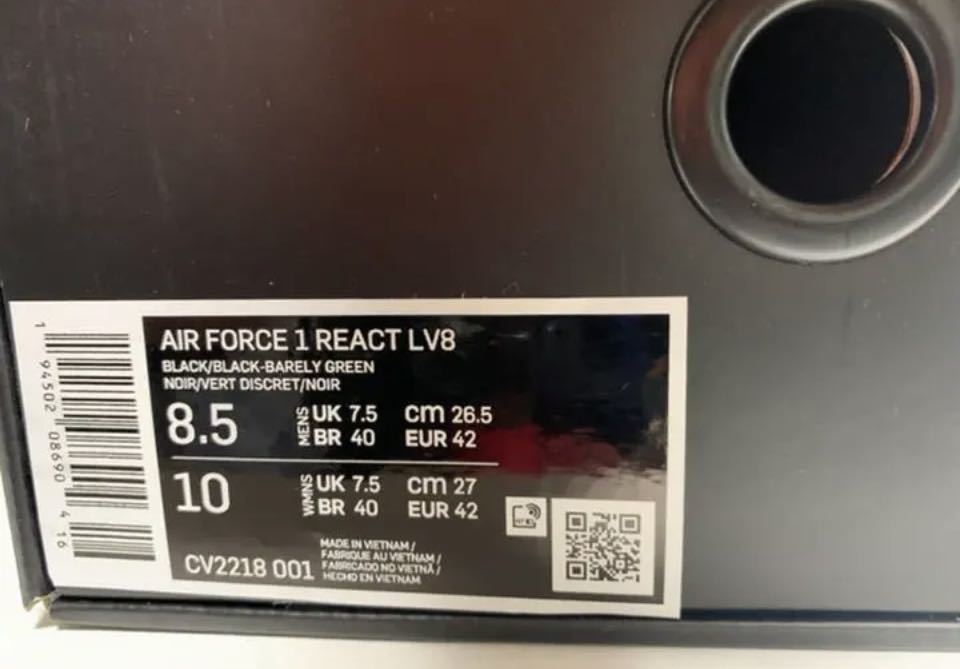 AIR FORCE 1 REACT LV8
BLACK/BLACK-BARELY GREEN
NOIR/VERT DISCRET/NOIR
8.5 MENS UK 7.5 cm 26.5
BR 40 EUR 42
10 WMNS UK 7.5 cm 27
BR 40 EUR 42
CV2218 001
MADE IN VIETNAM /
FABRIQUE AU VIETNAM /
FABRICADO NO VIETNÃ /
HECHO EN VIETNAM
1 94502 08690 4 16